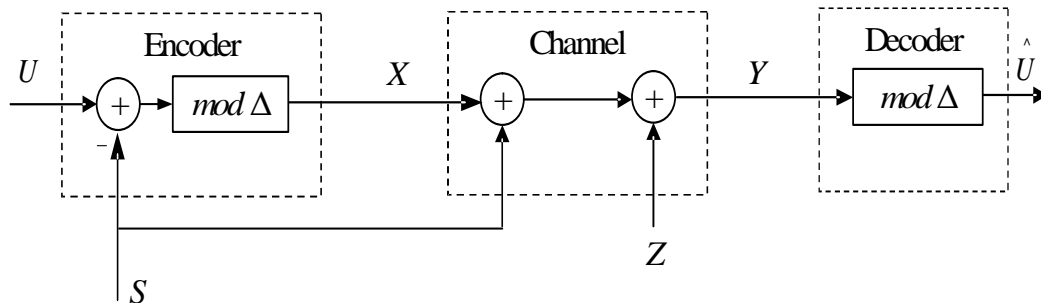 Encoder
Channel
Decoder
U
X
Y
Û
+
mod Δ
+
+
mod Δ
-
S
Z